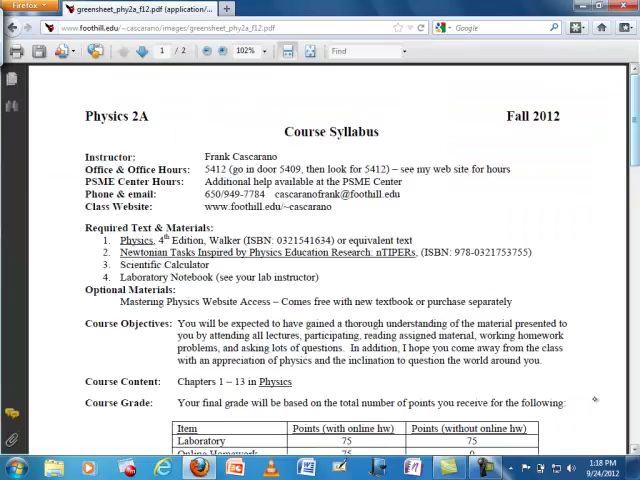 Firefox
greensheet_phy2a_f12.pdf (application/...
www.foothill.edu/~cascarano/images/greensheet_phy2a_f12.pdf
Google
1 / 2
102%
Find
Physics 2A
Fall 2012
Course Syllabus
Instructor: Frank Cascarano
Office & Office Hours: 5412 (go in door 5409, then look for 5412) – see my web site for hours
PSME Center Hours: Additional help available at the PSME Center
Phone & email: 650/949-7784 cascaranofrank@foothill.edu
Class Website: www.foothill.edu/~cascarano
Required Text & Materials:
1. Physics, 4th Edition, Walker (ISBN: 0321541634) or equivalent text
2. Newtonian Tasks Inspired by Physics Education Research: nTIPERs, (ISBN: 978-0321753755)
3. Scientific Calculator
4. Laboratory Notebook (see your lab instructor)
Optional Materials:
Mastering Physics Website Access – Comes free with new textbook or purchase separately
Course Objectives: You will be expected to have gained a thorough understanding of the material presented to
you by attending all lectures, participating, reading assigned material, working homework
problems, and asking lots of questions. In addition, I hope you come away from the class
with an appreciation of physics and the inclination to question the world around you.
Course Content: Chapters 1 – 13 in Physics
Course Grade: Your final grade will be based on the total number of points you receive for the following:
Item Points (with online hw) Points (without online hw)
Laboratory 75 75
Online Homework 75 0
1:18 PM
9/24/2012